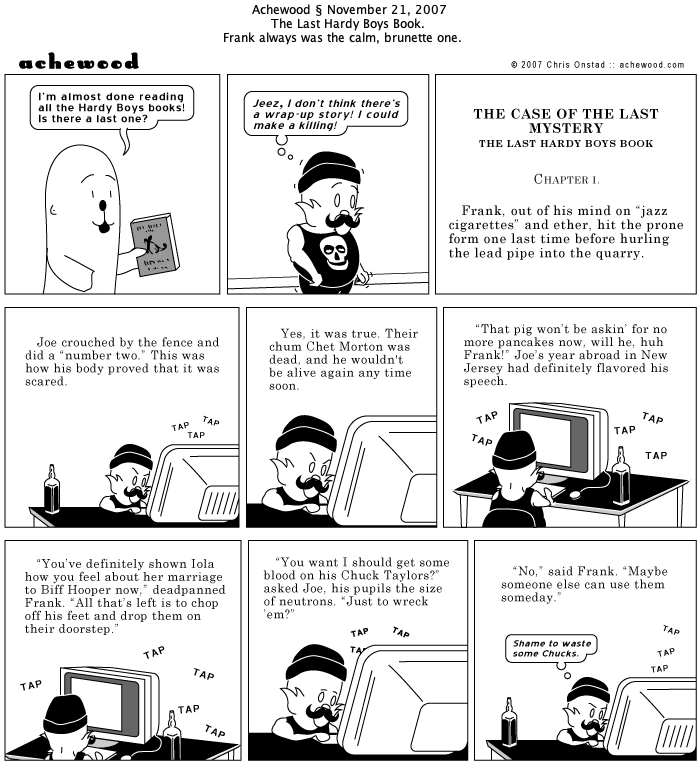 Achewood § November 21, 2007
The Last Hardy Boys Book.
Frank always was the calm, brunette one.
achewood
© 2007 Chris Onstad :: achewood.com
I'm almost done reading
all the Hardy Boys books!
Is there a last one?
Jeez, I don't think there's
a wrap-up story! I could
make a killing!
THE CASE OF THE LAST
MYSTERY
THE LAST HARDY BOYS BOOK
CHAPTER I.
Frank, out of his mind on “jazz
cigarettes” and ether, hit the prone
form one last time before hurling
the lead pipe into the quarry.
Joe crouched by the fence and
did a “number two.” This was
how his body proved that it was
scared.
TAP
TAP
TAP
Yes, it was true. Their
chum Chet Morton was
dead, and he wouldn't
be alive again any time
soon.
“That pig won't be askin' for no
more pancakes now, will he, huh
Frank!” Joe's year abroad in New
Jersey had definitely flavored his
speech.
TAP
TAP
TAP
TAP
TAP
“You've definitely shown Iola
how you feel about her marriage
to Biff Hooper now,” deadpanned
Frank. “All that's left is to chop
off his feet and drop them on
their doorstep.”
TAP
TAP
TAP
TAP
TAP
“You want I should get some
blood on his Chuck Taylors?”
asked Joe, his pupils the size
of neutrons. “Just to wreck
'em?”
TAP
TAP
TA
“No,” said Frank. “Maybe
someone else can use them
someday.”
Shame to waste
some Chucks.
TAP
TAP
TAP